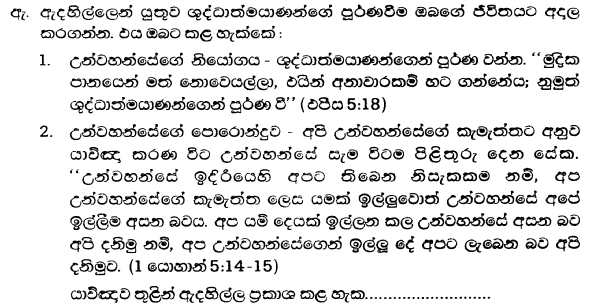 ඇ. ඇදහිල්ලෙන් යුතුව ශුද්ධාත්මයාණන්ගේ පූර්ණවීම ඔබගේ ජීවිතයට අදාල
කරගන්න. එය ඔබට කළ හැක්කේ :
1. උන්වහන්සේගේ නියෝගය - ශුද්ධාත්මයාණන්ගෙන් පූර්ණ වන්න. ‘‘මුද්‍රික
පානයෙන් මත් නොවෙයල්ලා, එයින් අනාචාරකම් හට ගන්නේය; නුමුත්
ශුද්ධාත්මයාණන්ගෙන් පූර්ණ වී’’ (එපීස 5:18)
2. උන්වහන්සේගේ පොරොන්දුව - අපි උන්වහන්සේගේ කැමැත්තට අනුව
යාච්ඤා කරණ විට උන්වහන්සේ සැම විටම පිළිතුරු දෙන සේක.
‘‘උන්වහන්සේ ඉදිරියෙහි අපට තිබෙන නිසැකකම නම්, අප
උන්වහන්සේගේ කැමැත්ත ලෙස යමක් ඉල්ලුවොත් උන්වහන්සේ අපේ
ඉල්ලීම අසන බවය. අප යම් දෙයක් ඉල්ලන කල උන්වහන්සේ අසන බව
අපි දනිමු නම්, අප උන්වහන්සේගෙන් ඉල්ලූ දේ අපට ලැබෙන බව අපි
දනිමුව. (1 යොහාන් 5:14-15)
යාච්ඤාව තුළින් ඇදහිල්ල ප්‍රකාශ කළ හැක...........................